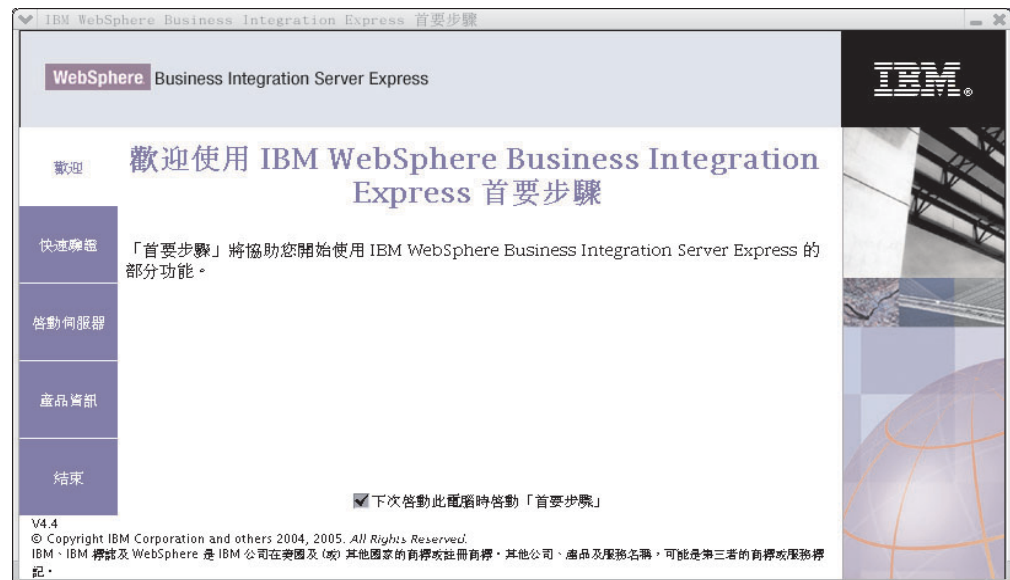 IBM WebSphere Business Integration Express 首要步驟
WebSphere Business Integration Server Express
IBM®
歡迎
歡迎使用 IBM WebSphere Business Integration
Express 首要步驟
快速驗證
「首要步驟」將協助您開始使用 IBM WebSphere Business Integration Server Express 的
部分功能。
啓動伺服器
產品資訊
結束
下次啓動此電腦時啓動「首要步驟」
V4.4
© Copyright IBM Corporation and others 2004, 2005. All Rights Reserved.
IBM、IBM 標誌及 WebSphere 是 IBM 公司在美國及 (或) 其他國家的商標或註冊商標。其他公司、產品及服務名稱，可能是第三者的商標或服務標
記。